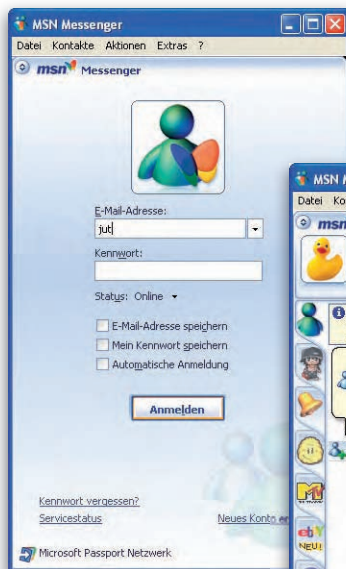 MSN Messenger
Datei Kontakte Aktionen Extras ?
msn Messenger
E-Mail-Adresse:
jut
Kennwort:
Status: Online
E-Mail-Adresse speichern
Mein Kennwort speichern
Automatische Anmeldung
Anmelden
Kennwort vergessen?
Servicestatus
Neues Konto
Microsoft Passport Netzwerk
MSN
Datei
msn
NEU!